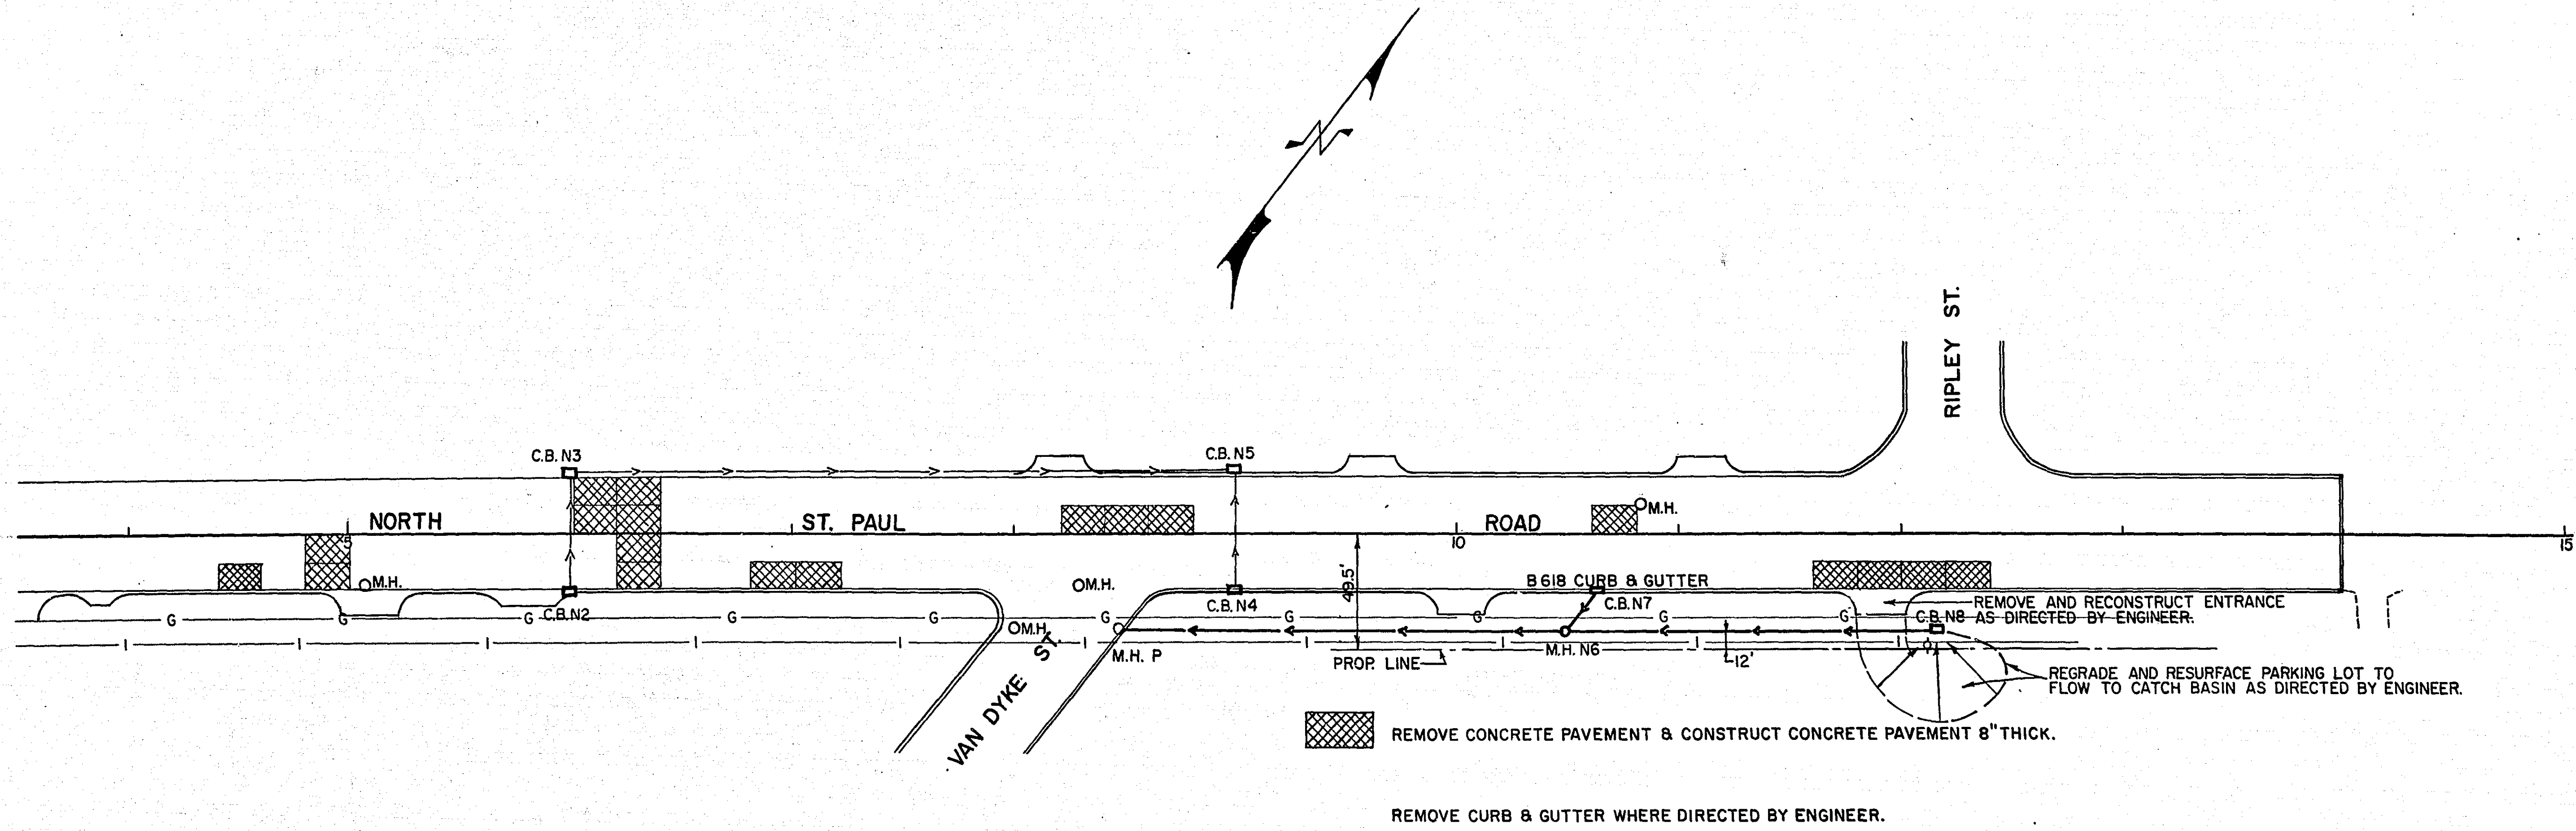 RIPLEY ST.
C.B. N3
C.B. N5
NORTH ST. PAUL ROAD
M.H.
5
10
15
M.H.
M.H.
49.5'
B618 CURB & GUTTER
C.B. N2
C.B. N4
C.B. N7
REMOVE AND RECONSTRUCT ENTRANCE
AS DIRECTED BY ENGINEER.
C.B. N8
G G G G G G G G G
M.H.
M.H. P
VAN DYKE ST.
PROP. LINE
M.H. N6
12'
REGRADE AND RESURFACE PARKING LOT TO
FLOW TO CATCH BASIN AS DIRECTED BY ENGINEER.
REMOVE CONCRETE PAVEMENT & CONSTRUCT CONCRETE PAVEMENT 8" THICK.
REMOVE CURB & GUTTER WHERE DIRECTED BY ENGINEER.